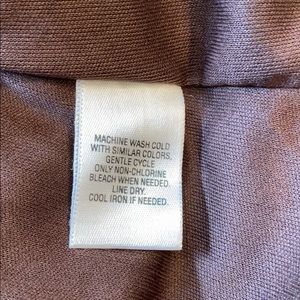 MACHINE WASH COLD
WITH SIMILAR COLORS,
GENTLE CYCLE
ONLY NON-CHLORINE
BLEACH WHEN NEEDED.
LINE DRY.
COOL IRON IF NEEDED.